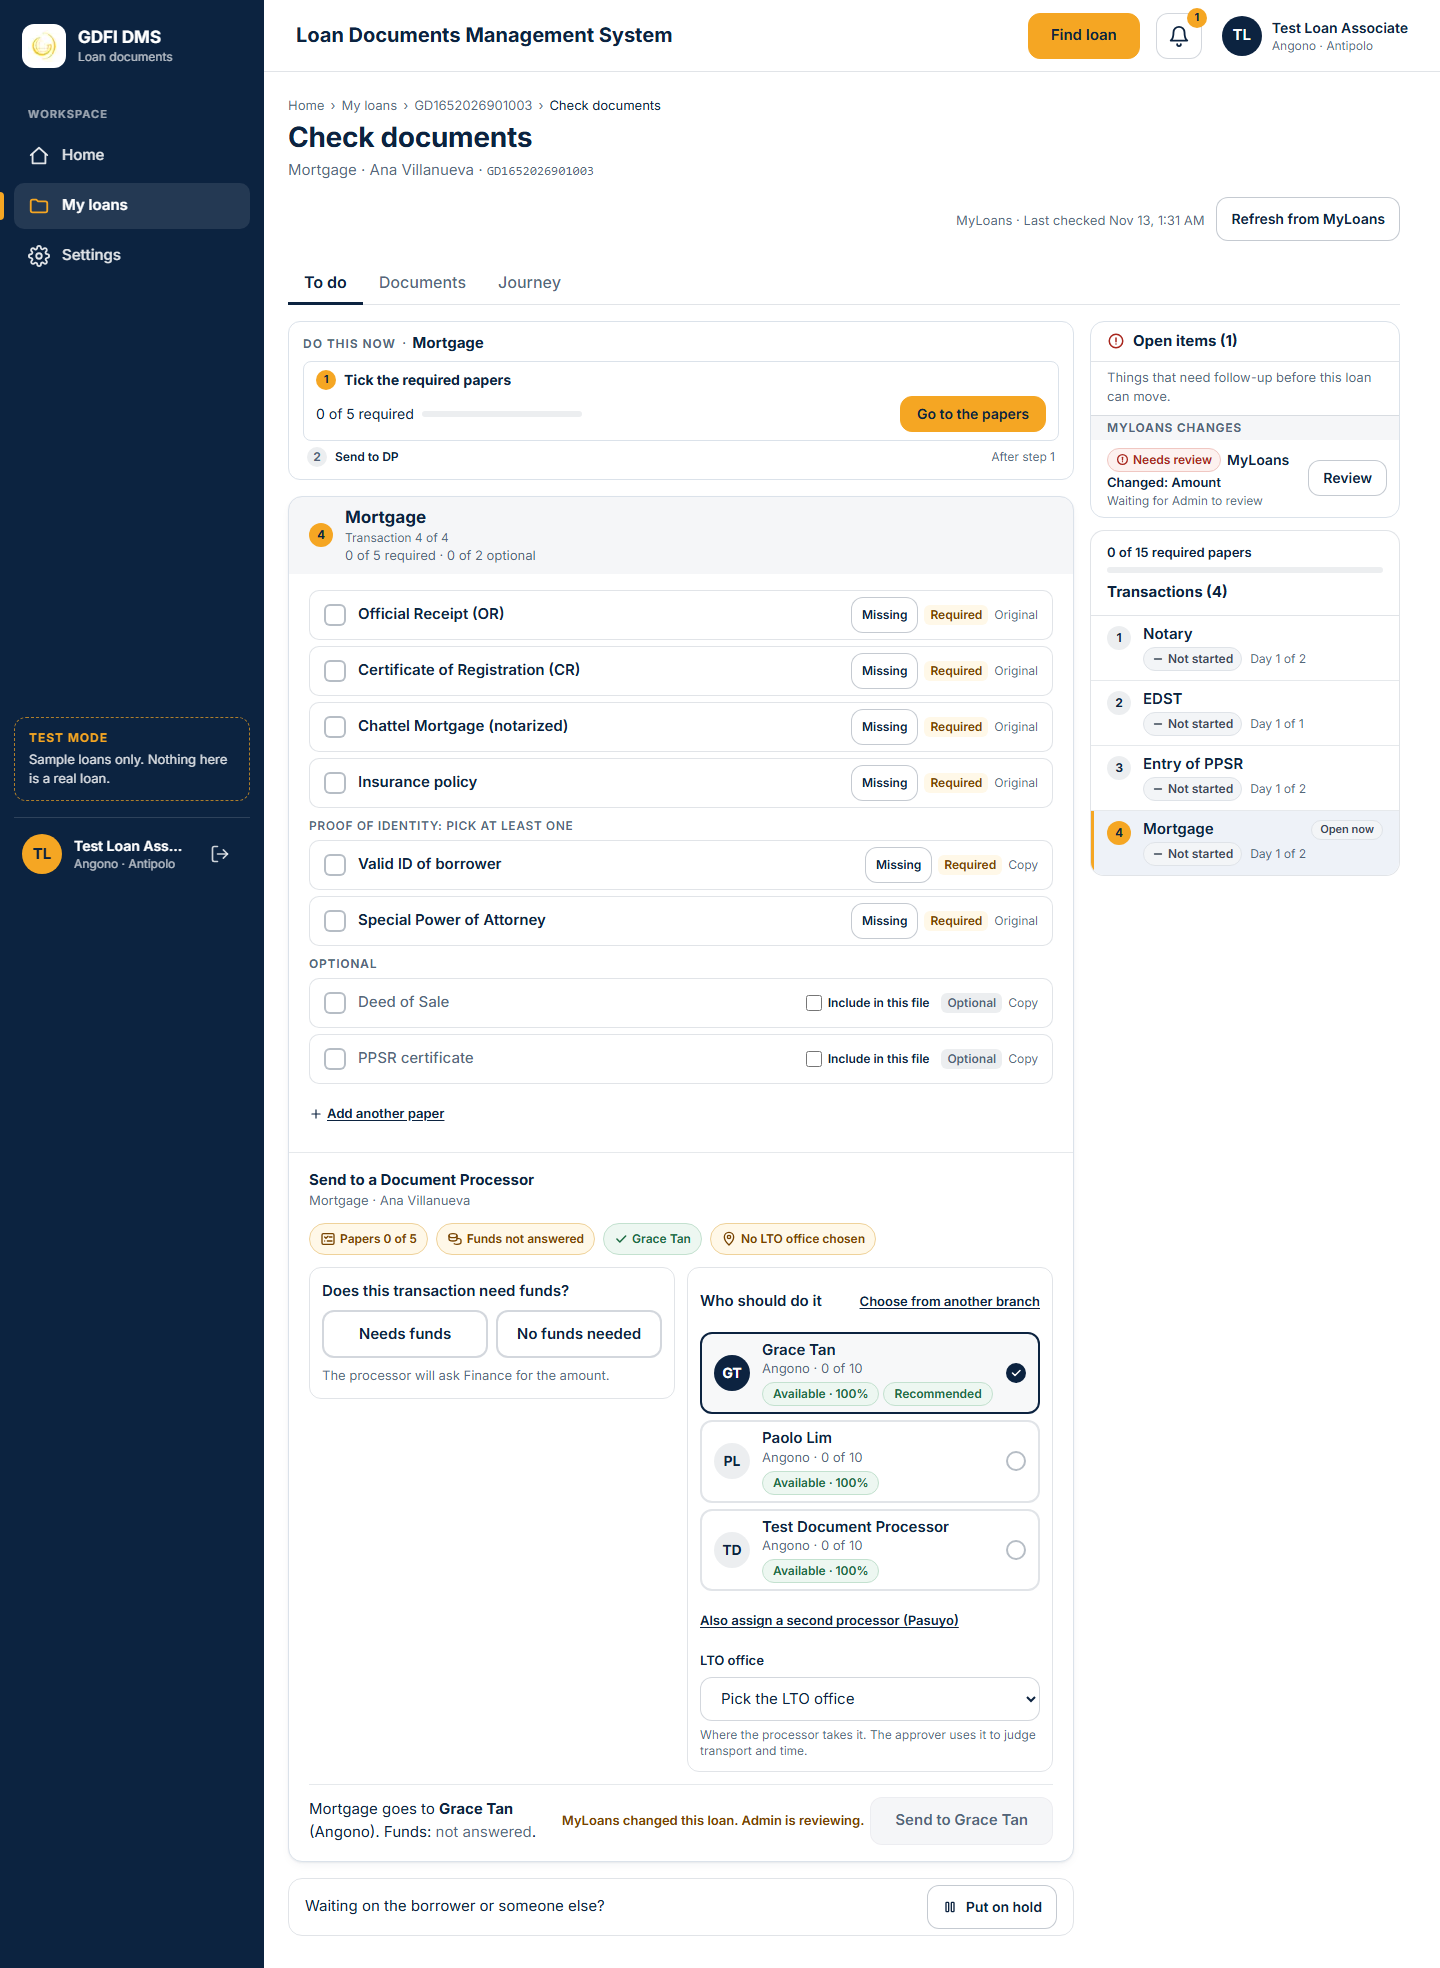 GDFI DMS
Loan documents
WORKSPACE
Home
My loans
Settings
TEST MODE
Sample loans only. Nothing here
is a real loan.
TL
Test Loan Ass...
Angono · Antipolo
Loan Documents Management System
Find loan
1
TL
Test Loan Associate
Angono · Antipolo
Home › My loans › GD1652026901003 › Check documents
Check documents
Mortgage · Ana Villanueva · GD1652026901003
MyLoans · Last checked Nov 13, 1:31 AM
Refresh from MyLoans
To do
Documents
Journey
DO THIS NOW · Mortgage
1 Tick the required papers
0 of 5 required
Go to the papers
2 Send to DP
After step 1
4
Mortgage
Transaction 4 of 4
0 of 5 required · 0 of 2 optional
Official Receipt (OR) Missing Required Original
Certificate of Registration (CR) Missing Required Original
Chattel Mortgage (notarized) Missing Required Original
Insurance policy Missing Required Original
PROOF OF IDENTITY: PICK AT LEAST ONE
Valid ID of borrower Missing Required Copy
Special Power of Attorney Missing Required Original
OPTIONAL
Deed of Sale Include in this file Optional Copy
PPSR certificate Include in this file Optional Copy
+ Add another paper
Send to a Document Processor
Mortgage · Ana Villanueva
Papers 0 of 5
Funds not answered
Grace Tan
No LTO office chosen
Does this transaction need funds?
Needs funds
No funds needed
The processor will ask Finance for the amount.
Who should do it
Choose from another branch
GT
Grace Tan
Angono · 0 of 10
Available · 100%
Recommended
PL
Paolo Lim
Angono · 0 of 10
Available · 100%
TD
Test Document Processor
Angono · 0 of 10
Available · 100%
Also assign a second processor (Pasuyo)
LTO office
Pick the LTO office
Where the processor takes it. The approver uses it to judge
transport and time.
Mortgage goes to Grace Tan
(Angono). Funds: not answered.
MyLoans changed this loan. Admin is reviewing.
Send to Grace Tan
Waiting on the borrower or someone else?
Put on hold
Open items (1)
Things that need follow-up before this loan
can move.
MYLOANS CHANGES
Needs review MyLoans
Changed: Amount
Waiting for Admin to review
Review
0 of 15 required papers
Transactions (4)
1 Notary
Not started Day 1 of 2
2 EDST
Not started Day 1 of 1
3 Entry of PPSR
Not started Day 1 of 2
4 Mortgage Open now
Not started Day 1 of 2